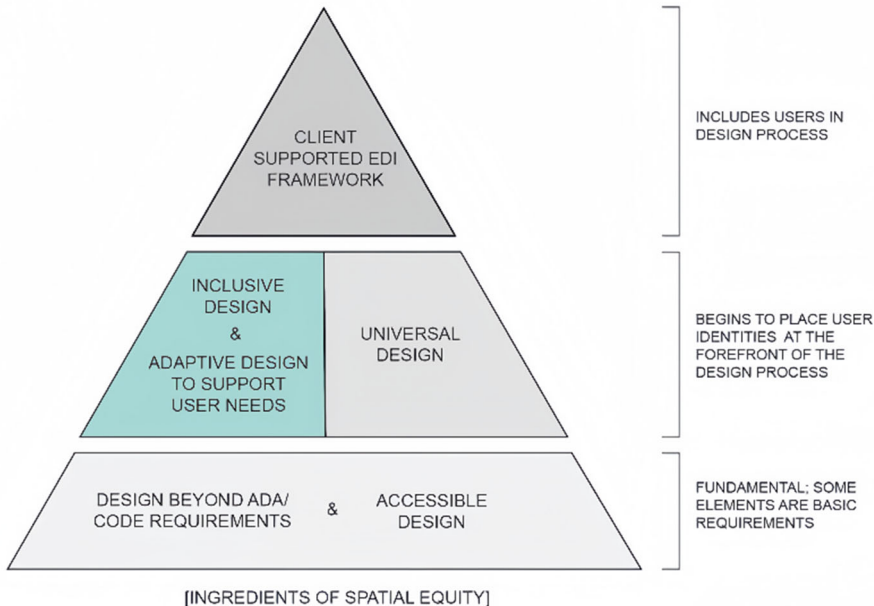 CLIENT
SUPPORTED EDI
FRAMEWORK
INCLUDES USERS IN
DESIGN PROCESS
INCLUSIVE
DESIGN
&
ADAPTIVE DESIGN
TO SUPPORT
USER NEEDS
UNIVERSAL
DESIGN
BEGINS TO PLACE USER
IDENTITIES AT THE
FOREFRONT OF THE
DESIGN PROCESS
DESIGN BEYOND ADA/
CODE REQUIREMENTS
&
ACCESSIBLE
DESIGN
FUNDAMENTAL; SOME
ELEMENTS ARE BASIC
REQUIREMENTS
[INGREDIENTS OF SPATIAL EQUITY]